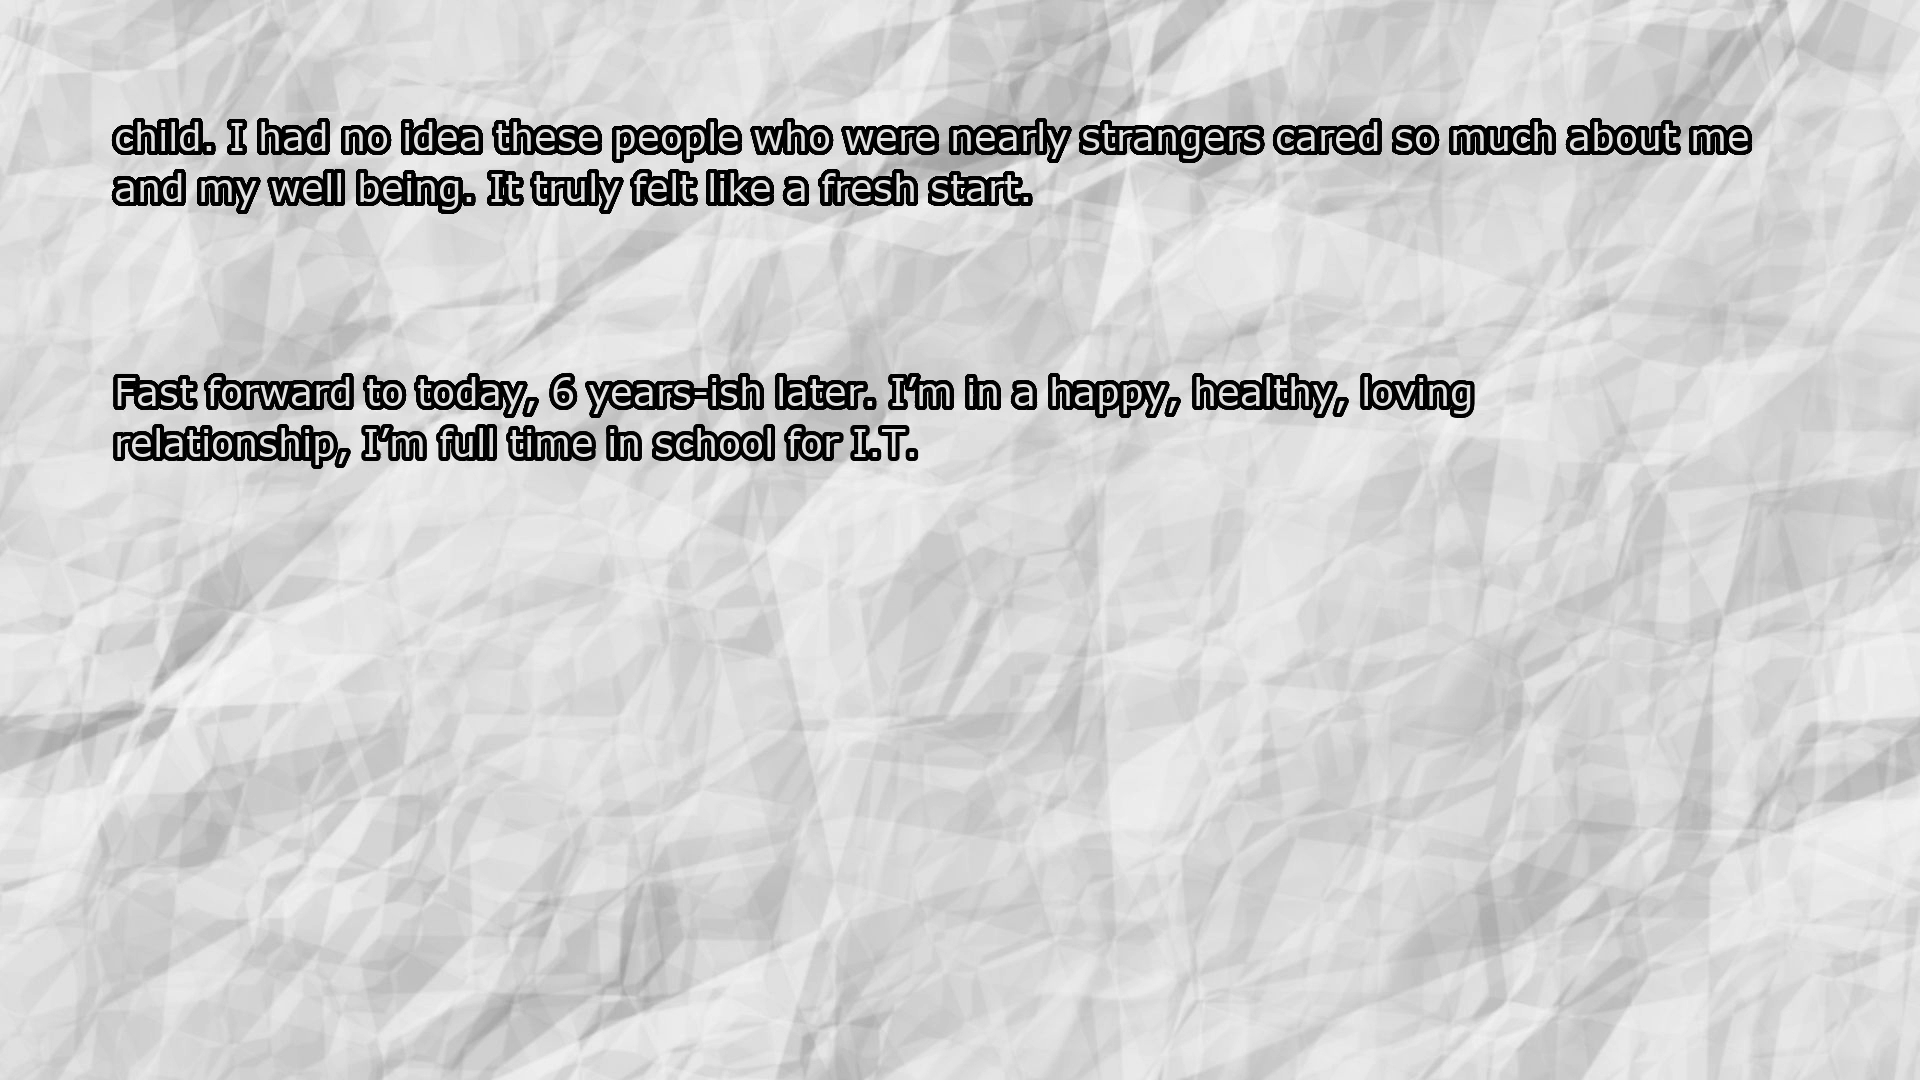 child. I had no idea these people who were nearly strangers cared so much about me
and my well being. It truly felt like a fresh start.
Fast forward to today, 6 years-ish later. I’m in a happy, healthy, loving
relationship, I’m full time in school for I.T.